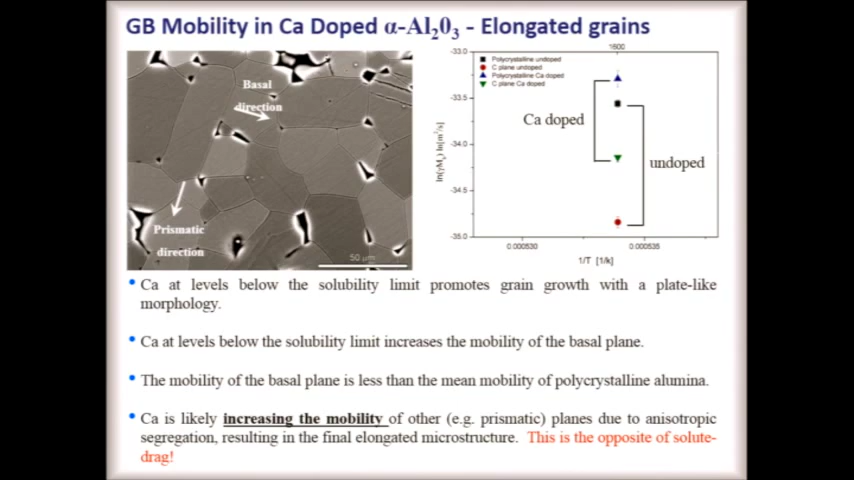 GB Mobility in Ca Doped α-Al₂0₃ - Elongated grains
Basal
direction
Prismatic
direction
50 μm
1600
Polycrystalline undoped
C plane undoped
Polycrystalline Ca doped
C plane Ca doped
-33.0
-33.5
-34.0
-34.5
-35.0
Ca doped
undoped
0.000530
0.000535
1/T [1/k]
Ca at levels below the solubility limit promotes grain growth with a plate-like
morphology.
Ca at levels below the solubility limit increases the mobility of the basal plane.
The mobility of the basal plane is less than the mean mobility of polycrystalline alumina.
Ca is likely increasing the mobility of other (e.g. prismatic) planes due to anisotropic
segregation, resulting in the final elongated microstructure. This is the opposite of solute-
drag!